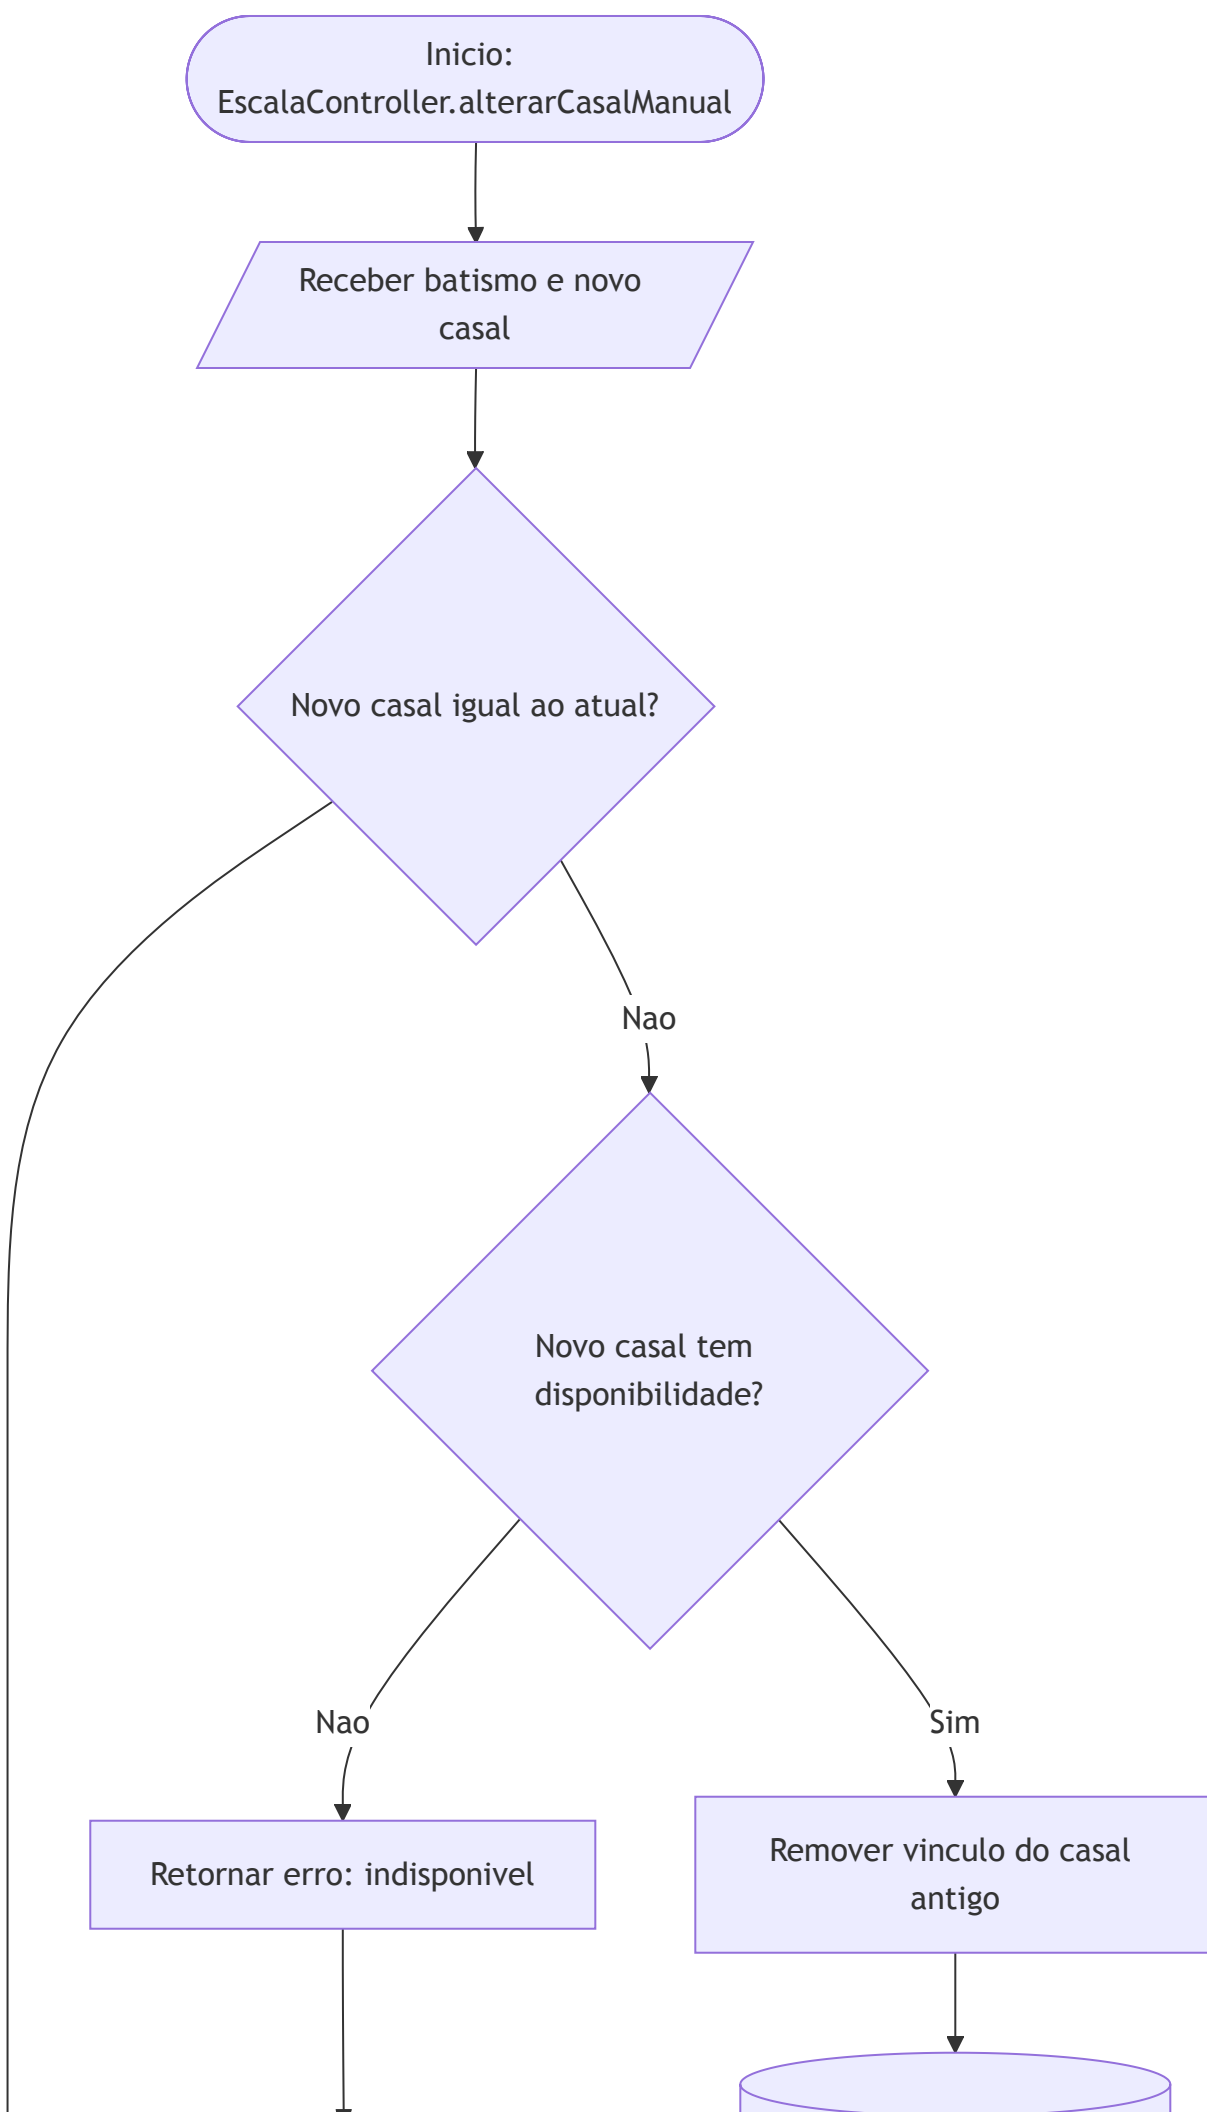 Inicio:
EscalaController.alterarCasalManual
Receber batismo e novo
casal
Novo casal igual ao atual?
Nao
Novo casal tem
disponibilidade?
Nao
Sim
Retornar erro: indisponivel
Remover vinculo do casal
antigo